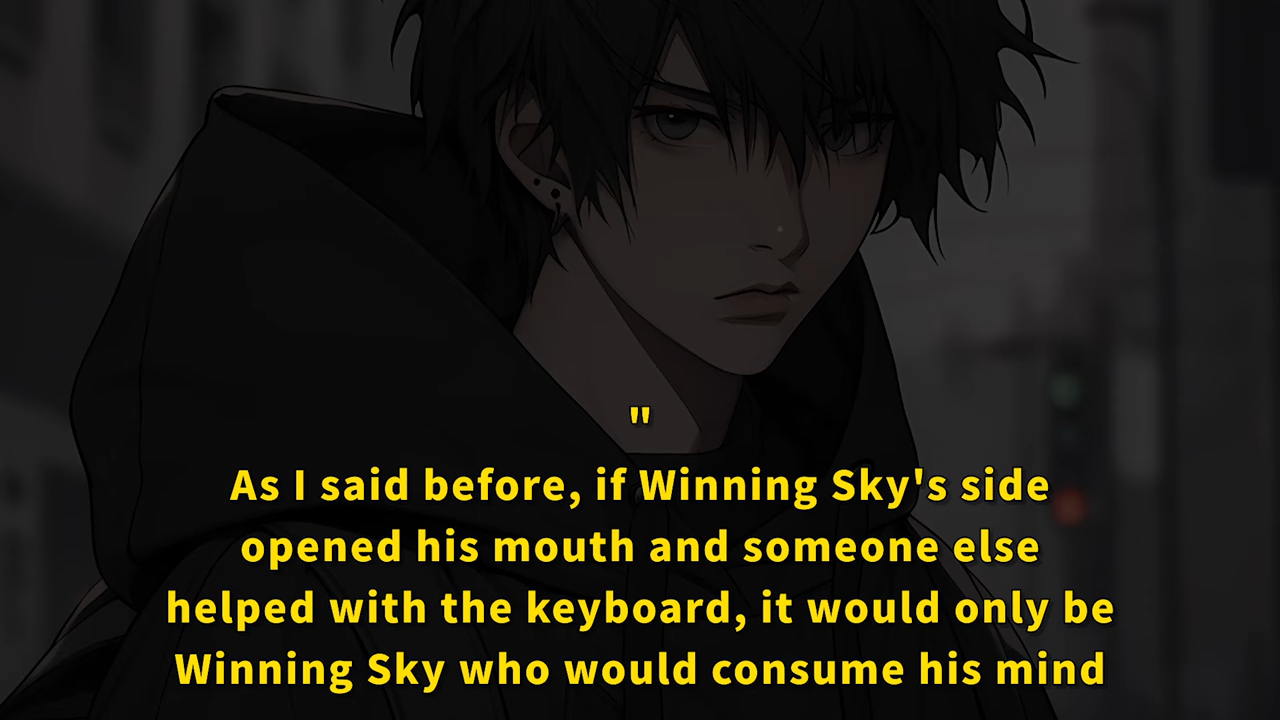 "
As I said before, if Winning Sky's side
opened his mouth and someone else
helped with the keyboard, it would only be
Winning Sky who would consume his mind